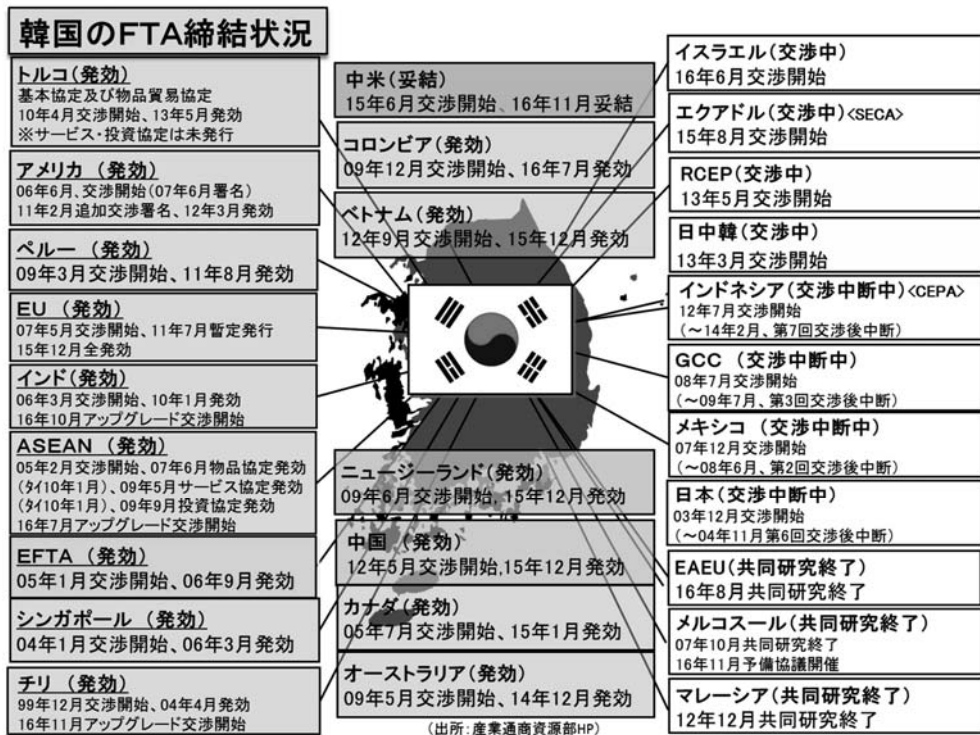 韓国のFTA締結状況
トルコ(発効)
基本協定及び物品貿易協定
10年4月交渉開始、13年5月発効
※サービス・投資協定は未発行
アメリカ（発効)
06年6月、交渉開始(07年6月署名)
11年2月追加交渉署名、12年3月発効
ペルー （発効)
09年3月交渉開始、11年8月発効
EU （発効)
07年5月交渉開始、11年7月暫定発行
15年12月全発効
インド(発効)
06年3月交渉開始、10年1月発効
16年10月アップグレード交渉開始
ASEAN （発効)
05年2月交渉開始、07年6月物品協定発効
(タイ10年1月)、09年5月サービス協定発効
(タイ10年1月)、09年9月投資協定発効
16年7月アップグレード交渉開始
EFTA （発効)
05年1月交渉開始、06年9月発効
シンガポール （発効)
04年1月交渉開始、06年3月発効
チリ （発効)
99年12月交渉開始、04年4月発効
16年11月アップグレード交渉開始
中米(妥結)
15年6月交渉開始、16年11月妥結
コロンビア(発効)
09年12月交渉開始、16年7月発効
ベトナム(発効)
12年9月交渉開始、15年12月発効
ニュージーランド(発効)
09年6月交渉開始,15年12月発効
中国 （発効)
12年5月交渉開始,15年12月発効
カナダ(発効)
05年7月交渉開始、15年1月発効
オーストラリア(発効)
09年5月交渉開始、14年12月発効
(出所:産業通商資源部HP)
イスラエル(交渉中)
16年6月交渉開始
エクアドル(交渉中)<SECA>
15年8月交渉開始
RCEP(交渉中)
13年5月交渉開始
日中韓(交渉中)
13年3月交渉開始
インドネシア(交渉中断中)<CEPA>
12年7月交渉開始
(～14年2月、第7回交渉後中断)
GCC （交渉中断中)
08年7月交渉開始
(～09年7月、第3回交渉後中断)
メキシコ （交渉中断中)
07年12月交渉開始
(～08年6月、第2回交渉後中断)
日本(交渉中断中)
03年12月交渉開始
(～04年11月第6回交渉後中断)
EAEU(共同研究終了)
16年8月共同研究終了
メルコスール(共同研究終了)
07年10月共同研究終了
16年11月予備協議開催
マレーシア(共同研究終了)
12年12月共同研究終了